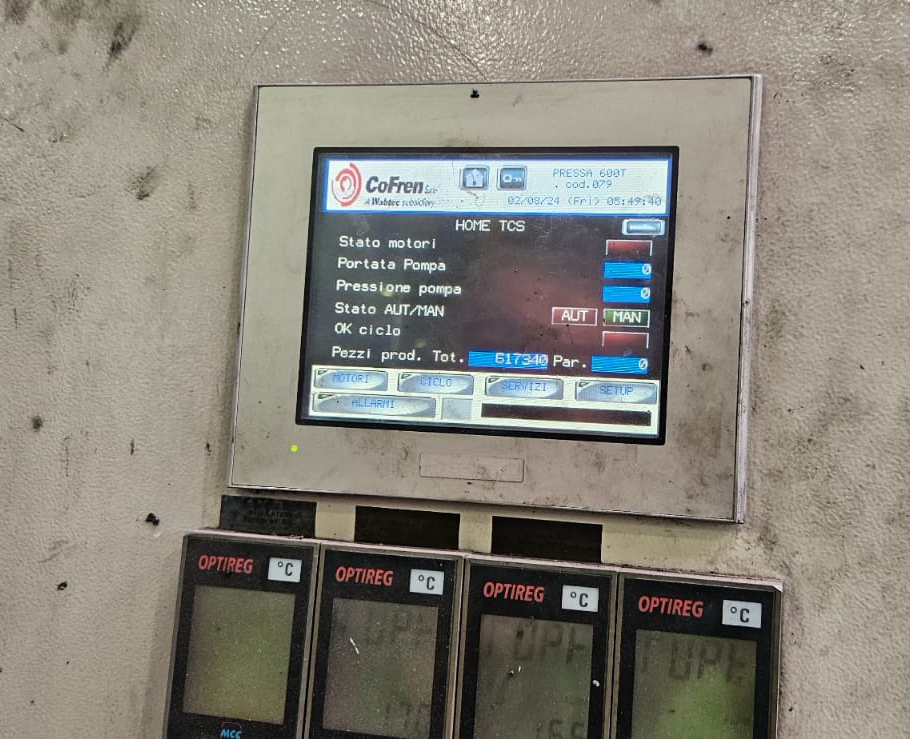 CoFren S.r.l.
A Wabtec subsidiary
PRESSA 600T
. cod.079
02/08/24 (Fri) 05:49:40
HOME TCS
Stato motori
Portata Pompa 0
Pressione pompa 0
Stato AUT/MAN AUT MAN
OK ciclo
Pezzi prod. Tot. 617340 Par. 0
MOTORI CICLO SERVIZI SETUP
ALLARMI
OPTIREG °C OPTIREG °C OPTIREG °C OPTIREG °C
MCS